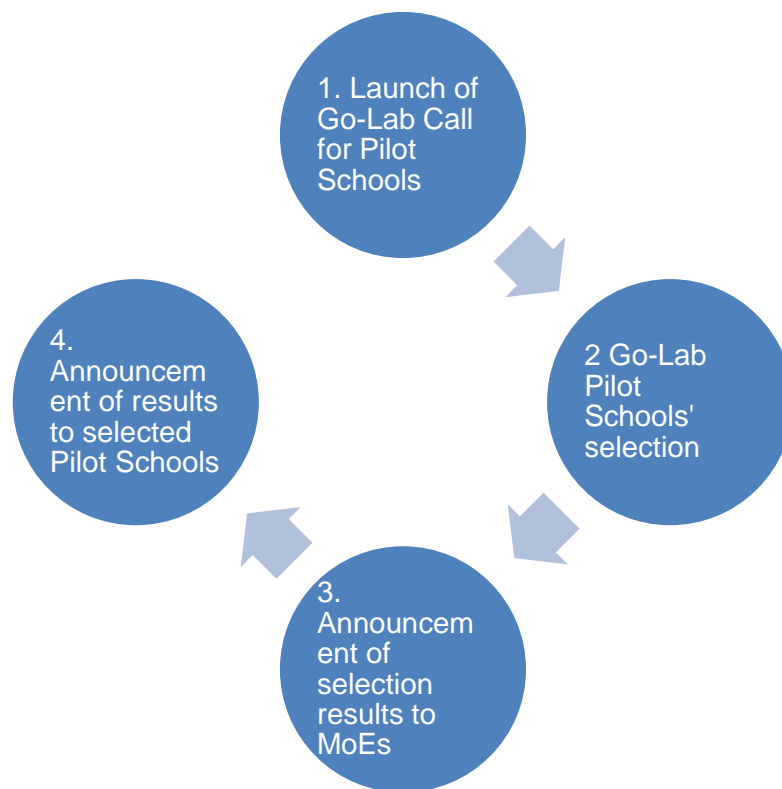 1. Launch of
Go-Lab Call
for Pilot
Schools
2 Go-Lab
Pilot
Schools'
selection
3.
Announcem
ent of
selection
results to
MoEs
4.
Announcem
ent of results
to selected
Pilot Schools